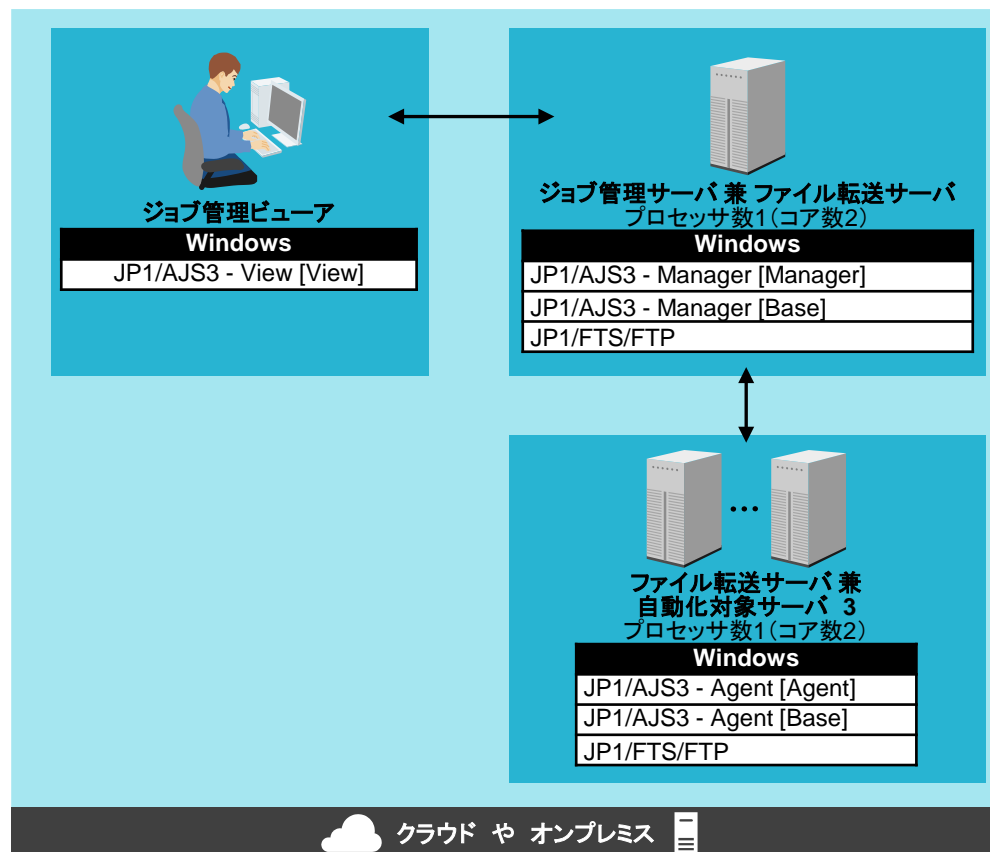 ジョブ管理ビューア
Windows
JP1/AJS3 - View [View]
ジョブ管理サーバ 兼 ファイル転送サーバ
プロセッサ数1（コア数2）
Windows
JP1/AJS3 - Manager [Manager]
JP1/AJS3 - Manager [Base]
JP1/FTS/FTP
…
ファイル転送サーバ 兼
自動化対象サーバ 3
プロセッサ数1（コア数2）
Windows
JP1/AJS3 - Agent [Agent]
JP1/AJS3 - Agent [Base]
JP1/FTS/FTP
クラウド や オンプレミス